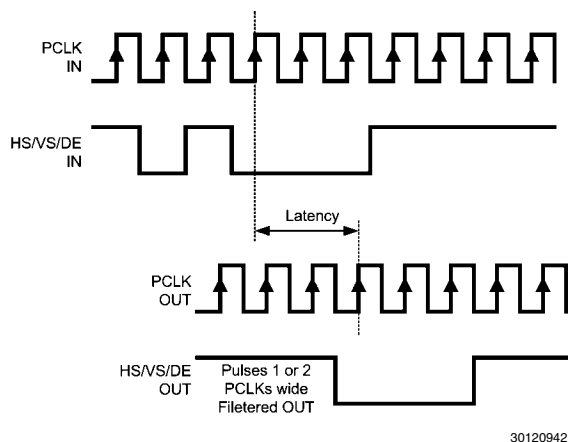 PCLK
IN
HS/VS/DE
IN
Latency
PCLK
OUT
HS/VS/DE
OUT
Pulses 1 or 2
PCLKs wide
Filetered OUT
30120942